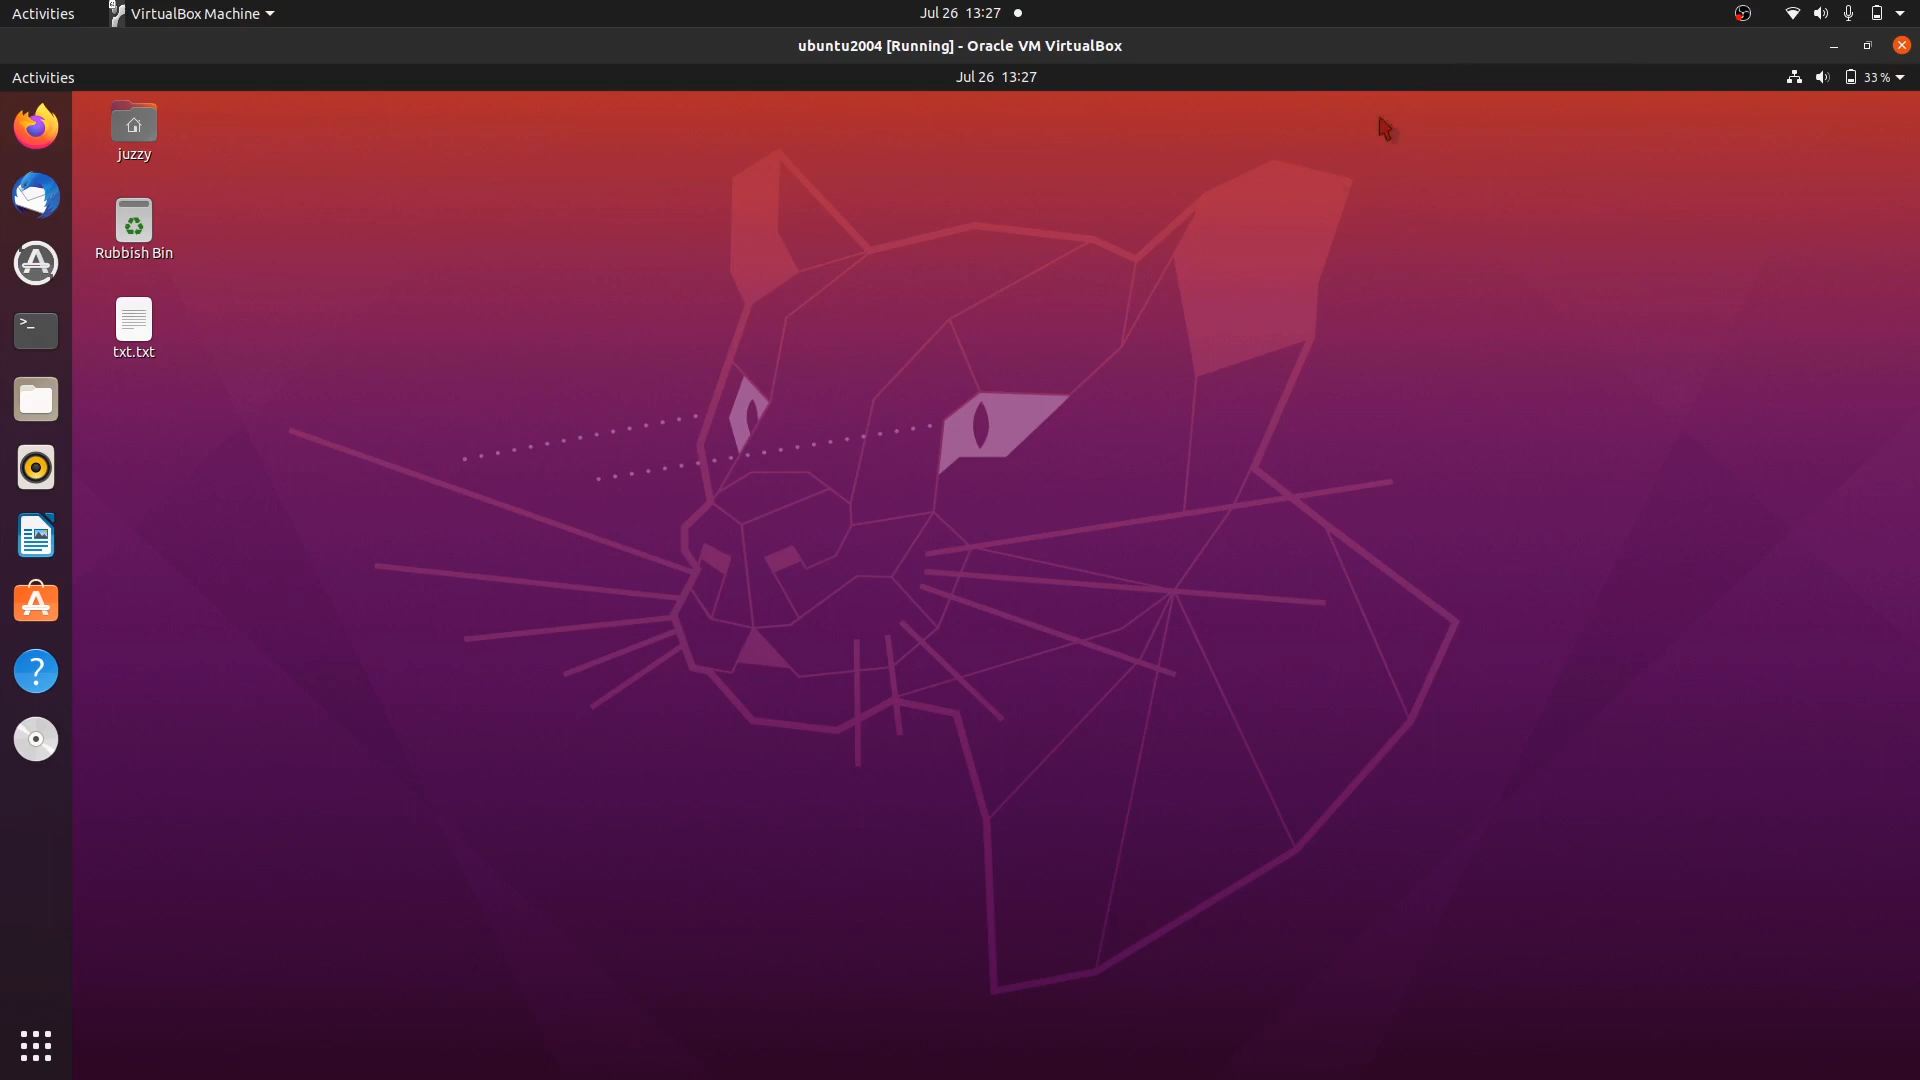 Activities
VirtualBox Machine
Jul 26 13:27
ubuntu2004 [Running] - Oracle VM VirtualBox
Activities
Jul 26 13:27
33 %
juzzy
Rubbish Bin
>_
txt.txt
?